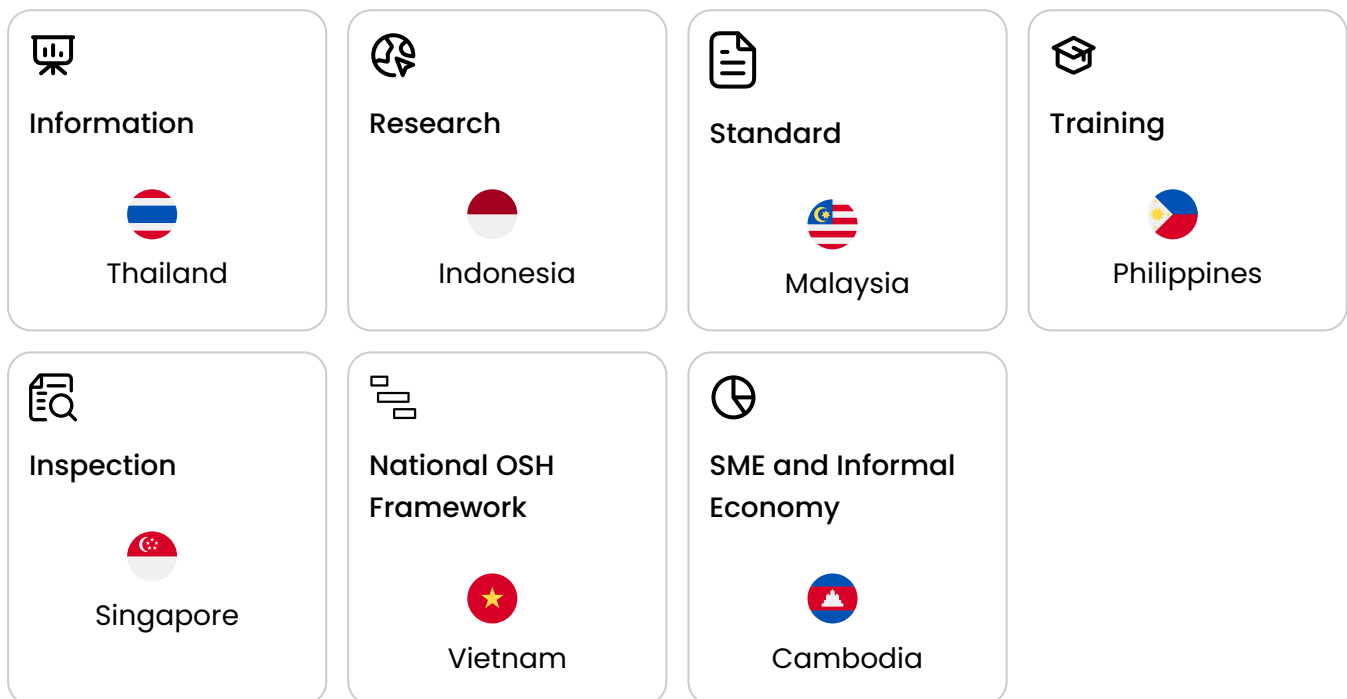 Information
Thailand
Research
Indonesia
Standard
Malaysia
Training
Philippines
Inspection
Singapore
National OSH
Framework
Vietnam
SME and Informal
Economy
Cambodia